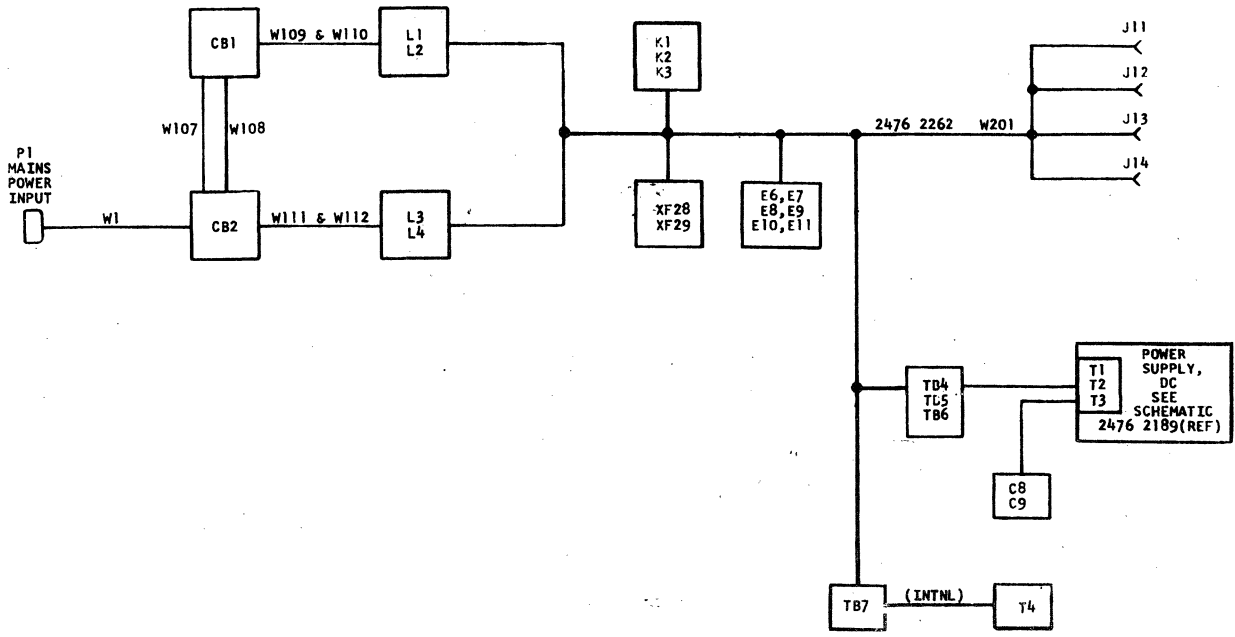 P1
MAINS
POWER
INPUT
W1
CB1
W107
W108
CB2
W109 & W110
L1
L2
W111 & W112
L3
L4
K1
K2
K3
XF28
XF29
E6,E7
E8,E9
E10,E11
2476 2262 W201
J11
J12
J13
J14
TB4
TB5
TB6
T1
T2
T3
POWER
SUPPLY,
DC
SEE
SCHEMATIC
2476 2189(REF)
C8
C9
TB7
(INTNL)
T4